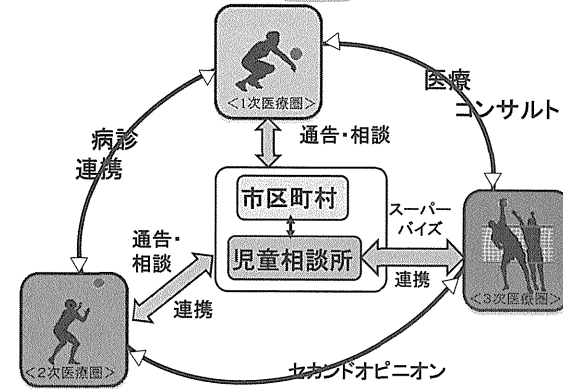 <1次医療圏>
医療
コンサルト
病診
連携
通告・相談
市区町村
児童相談所
スーパー
バイズ
連携
通告・
相談
連携
<3次医療圏>
<2次医療圏>
セカンドオピニオン